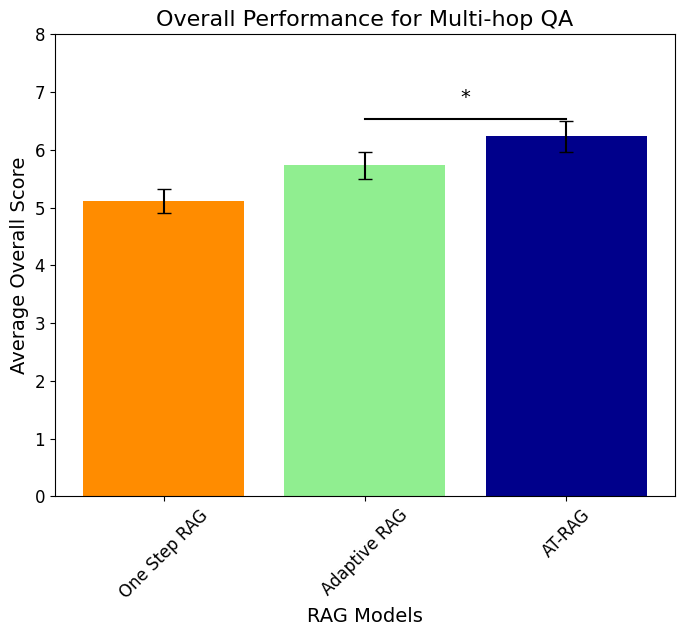 Overall Performance for Multi-hop QA
Average Overall Score
8
7
6
5
4
3
2
1
0
*
One Step RAG
Adaptive RAG
AT-RAG
RAG Models